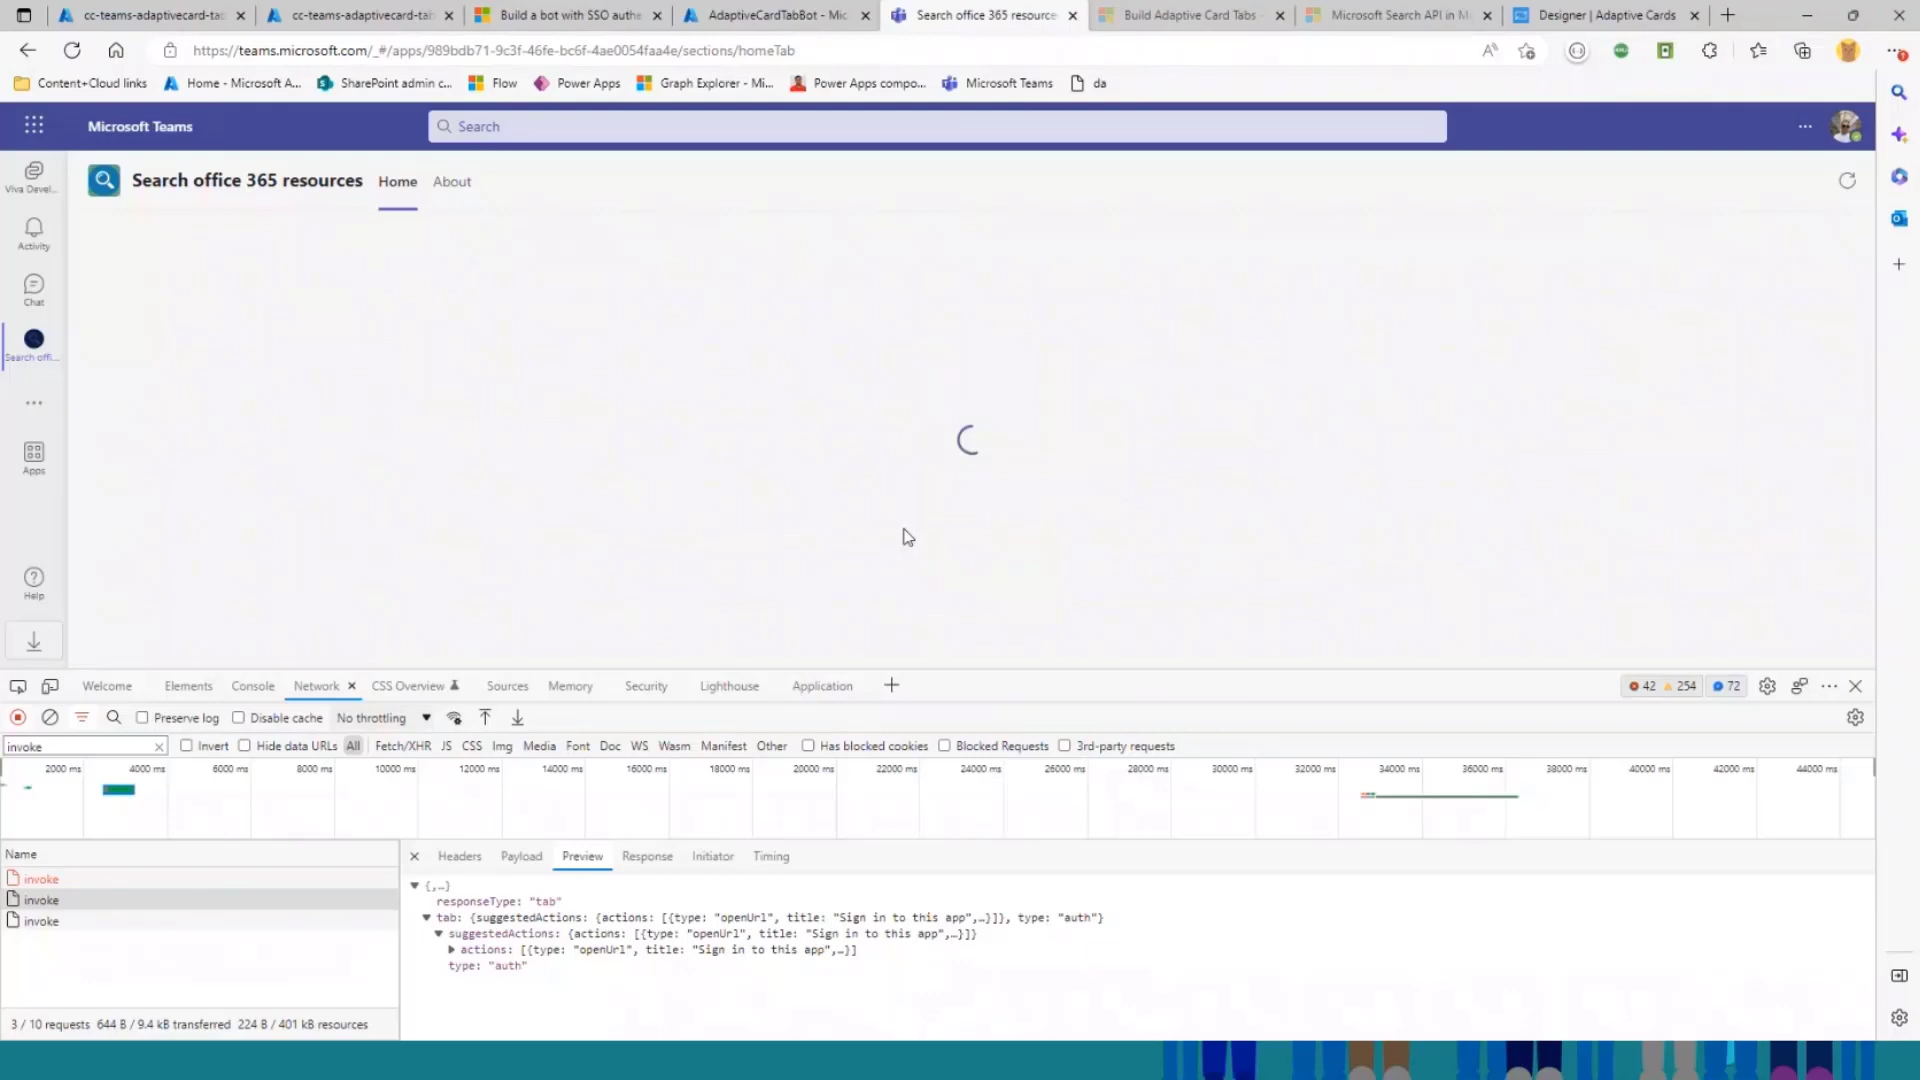 cc-teams-adaptivecard-tab
cc-teams-adaptivecard-tab
Build a bot with SSO authe
AdaptiveCardTabBot - Mic
Search office 365 resource
Build Adaptive Card Tabs -
Microsoft Search API in M
Designer | Adaptive Cards
https://teams.microsoft.com/_#/apps/989bdb71-9c3f-46fe-bc6f-4ae0054faa4e/sections/homeTab
Content+Cloud links
Home - Microsoft A...
SharePoint admin c...
Flow
Power Apps
Graph Explorer - Mi...
Power Apps compo...
Microsoft Teams
da
Microsoft Teams
Search
Search office 365 resources
Home
About
Viva Devel...
Activity
Chat
Search offi...
Apps
Help
Welcome
Elements
Console
Network
CSS Overview
Sources
Memory
Security
Lighthouse
Application
42
254
72
Preserve log
Disable cache
No throttling
invoke
Invert
Hide data URLs
All
Fetch/XHR
JS
CSS
Img
Media
Font
Doc
WS
Wasm
Manifest
Other
Has blocked cookies
Blocked Requests
3rd-party requests
2000 ms
4000 ms
6000 ms
8000 ms
10000 ms
12000 ms
14000 ms
16000 ms
18000 ms
20000 ms
22000 ms
24000 ms
26000 ms
28000 ms
30000 ms
32000 ms
34000 ms
36000 ms
38000 ms
40000 ms
42000 ms
44000 ms
Name
invoke
invoke
invoke
Headers
Payload
Preview
Response
Initiator
Timing
{,…}
responseType: "tab"
tab: {suggestedActions: {actions: [{type: "openUrl", title: "Sign in to this app",…}]}, type: "auth"}
suggestedActions: {actions: [{type: "openUrl", title: "Sign in to this app",…}]}
actions: [{type: "openUrl", title: "Sign in to this app",…}]
type: "auth"
3 / 10 requests 644 B / 9.4 kB transferred 224 B / 401 kB resources